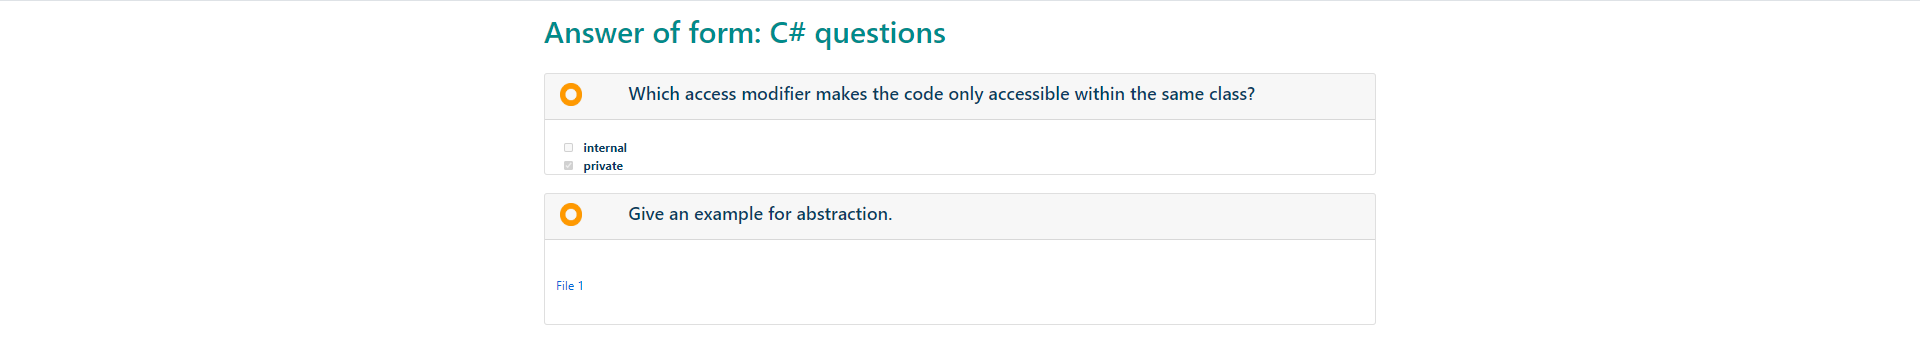 Answer of form: C# questions
Which access modifier makes the code only accessible within the same class?
internal
private
Give an example for abstraction.
File 1